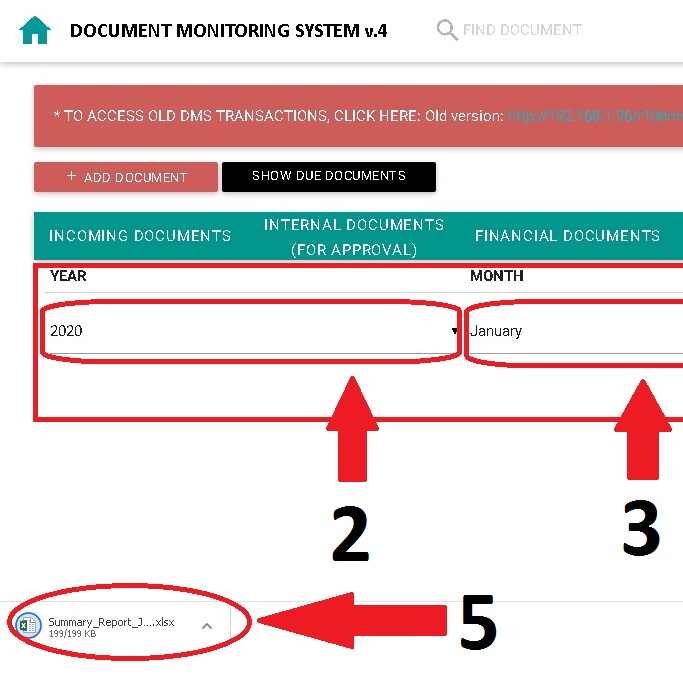 DOCUMENT MONITORING SYSTEM v.4
FIND DOCUMENT
* TO ACCESS OLD DMS TRANSACTIONS, CLICK HERE: Old version: http://192.168.1.96/r10dm
+ ADD DOCUMENT
SHOW DUE DOCUMENTS
INCOMING DOCUMENTS
INTERNAL DOCUMENTS
(FOR APPROVAL)
FINANCIAL DOCUMENTS
YEAR
MONTH
2020
January
2
3
Summary_Report_J....xlsx
199/199 KB
5